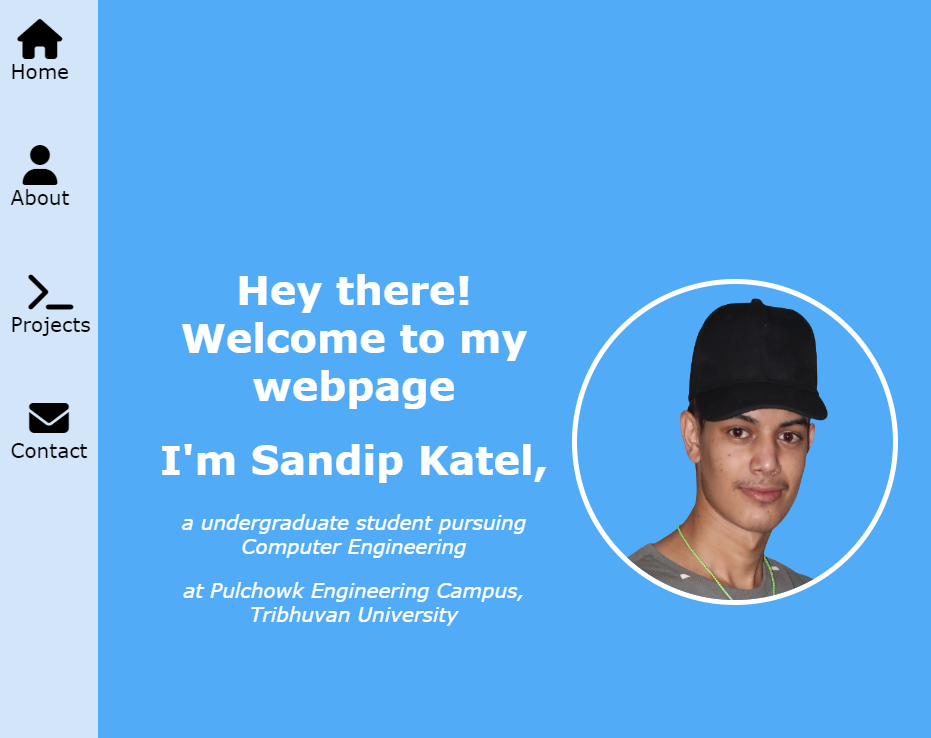 Home
About
Projects
Contact
Hey there!
Welcome to my
webpage
I'm Sandip Katel,
a undergraduate student pursuing
Computer Engineering
at Pulchowk Engineering Campus,
Tribhuvan University